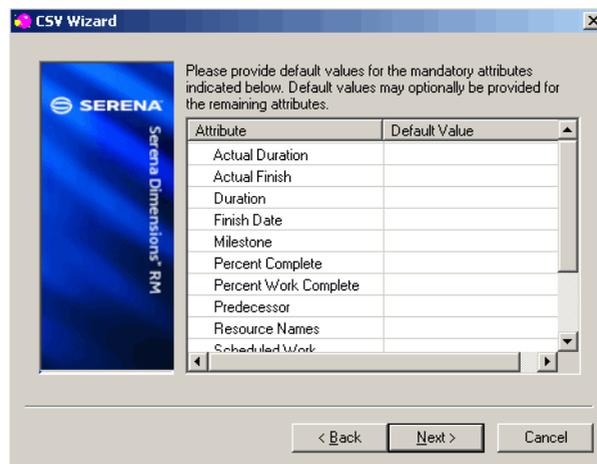 CSV Wizard
SERENA
Serena Dimensions® RM
Please provide default values for the mandatory attributes
indicated below. Default values may optionally be provided for
the remaining attributes.
Attribute Default Value
Actual Duration
Actual Finish
Duration
Finish Date
Milestone
Percent Complete
Percent Work Complete
Predecessor
Resource Names
Scheduled Work
< Back Next > Cancel